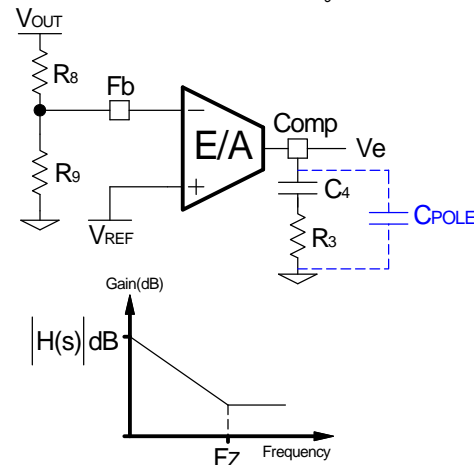 VOUT
R8
Fb
Comp
E/A
Ve
C4
R9
CPOLE
R3
VREF
Gain(dB)
|H(s)|dB
FZ
Frequency